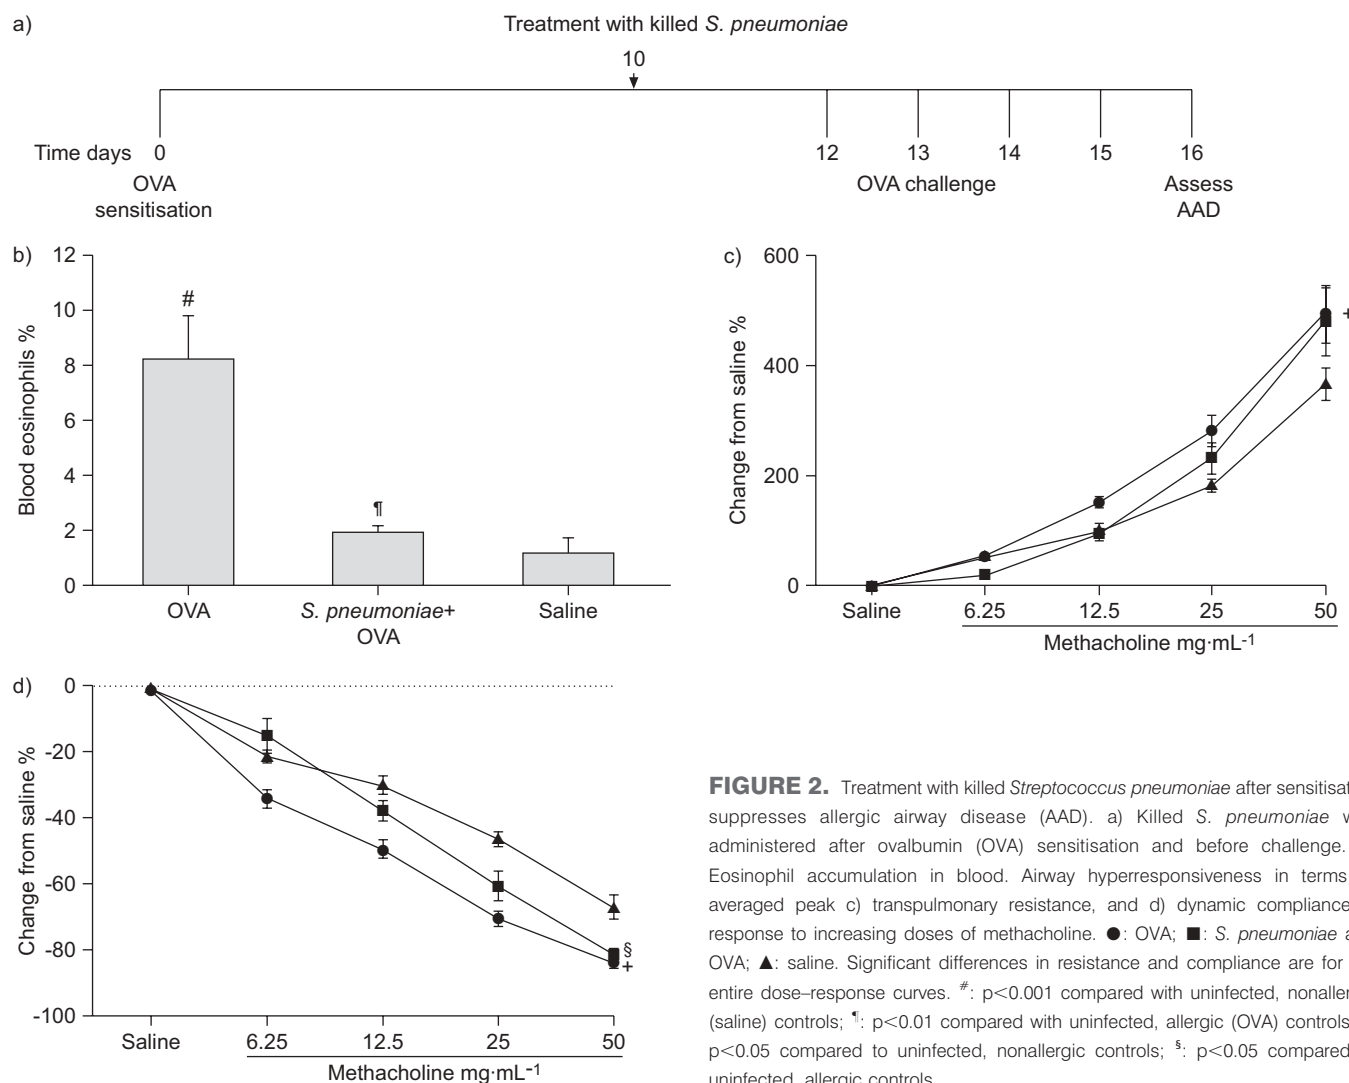 a)
Treatment with killed S. pneumoniae
10
Time days 0 12 13 14 15 16
OVA sensitisation
OVA challenge
Assess AAD
b)
Blood eosinophils %
12
10
8
6
4
2
0
#
¶
OVA
S. pneumoniae+ OVA
Saline
c)
Change from saline %
600
400
200
0
+
Saline 6.25 12.5 25 50
Methacholine mg·mL-1
d)
Change from saline %
0
-20
-40
-60
-80
-100
§
+
Saline 6.25 12.5 25 50
Methacholine mg·mL-1
FIGURE 2. Treatment with killed Streptococcus pneumoniae after sensitisat
suppresses allergic airway disease (AAD). a) Killed S. pneumoniae w
administered after ovalbumin (OVA) sensitisation and before challenge.
Eosinophil accumulation in blood. Airway hyperresponsiveness in terms
averaged peak c) transpulmonary resistance, and d) dynamic compliance
response to increasing doses of methacholine. ●: OVA; ■: S. pneumoniae a
OVA; ▲: saline. Significant differences in resistance and compliance are for
entire dose–response curves. #: p<0.001 compared with uninfected, nonaller
(saline) controls; ¶: p<0.01 compared with uninfected, allergic (OVA) controls
p<0.05 compared to uninfected, nonallergic controls; §: p<0.05 compared
uninfected, allergic controls.